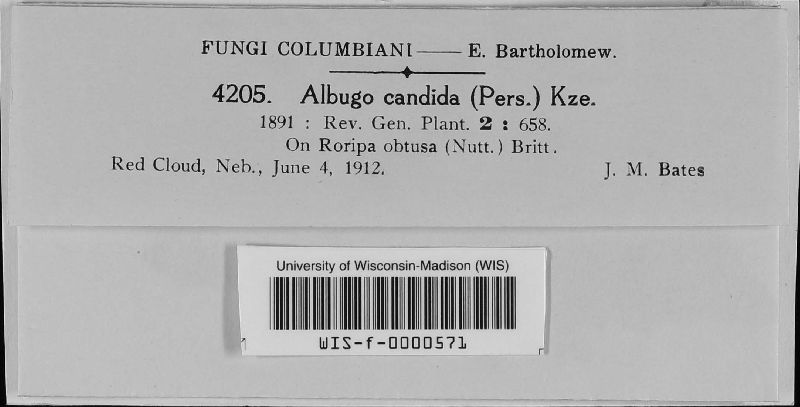 FUNGI COLUMBIANI — E. Bartholomew.
4205. Albugo candida (Pers.) Kze.
1891 : Rev. Gen. Plant. 2 : 658.
On Roripa obtusa (Nutt.) Britt.
Red Cloud, Neb., June 4, 1912. J. M. Bates
University of Wisconsin-Madison (WIS)
WIS-f-0000571